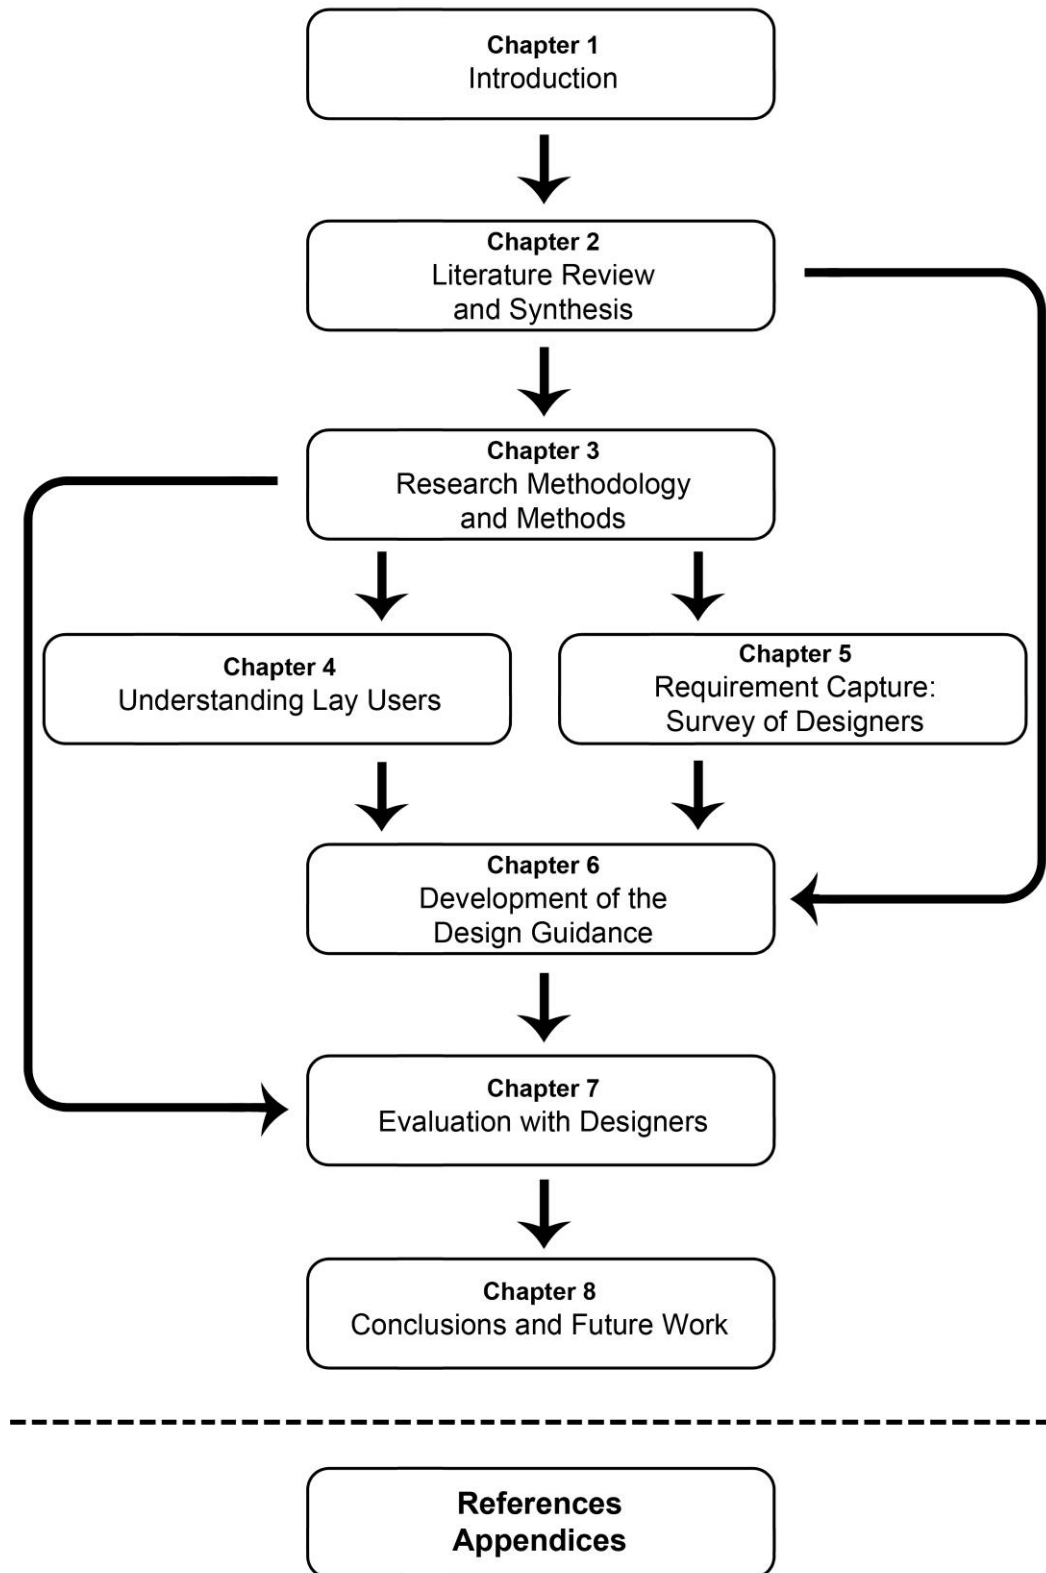 Chapter 1
Introduction
Chapter 2
Literature Review
and Synthesis
Chapter 3
Research Methodology
and Methods
Chapter 4
Understanding Lay Users
Chapter 5
Requirement Capture:
Survey of Designers
Chapter 6
Development of the
Design Guidance
Chapter 7
Evaluation with Designers
Chapter 8
Conclusions and Future Work
References
Appendices